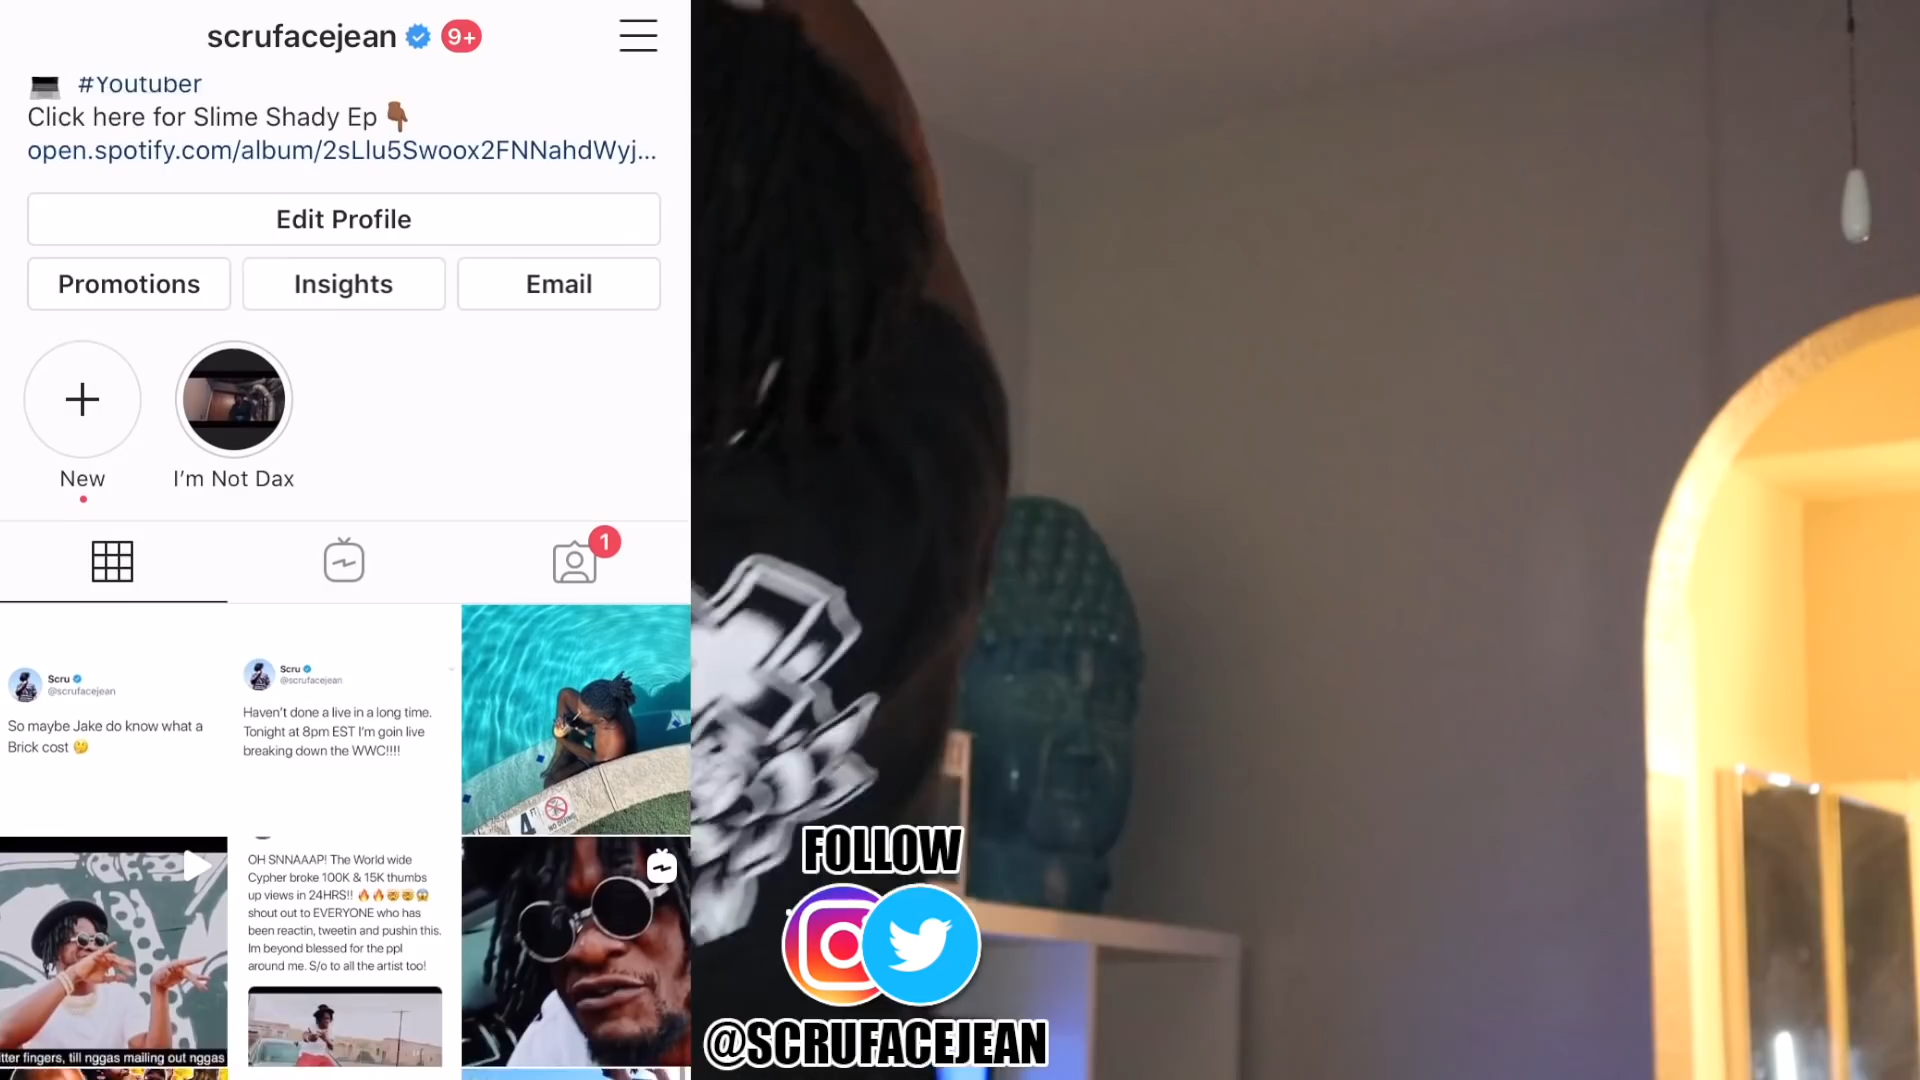 scrufacejean 9+
#Youtuber
Click here for Slime Shady Ep
open.spotify.com/album/2sLlu5Swoox2FNNahdWyj...
Edit Profile
Promotions Insights Email
New
I'm Not Dax
1
Scru
@scrufacejean
So maybe Jake do know what a
Brick cost
Scru
@scrufacejean
Haven't done a live in a long time.
Tonight at 8pm EST I'm goin live
breaking down the WWC!!!!
4 FT
NO DIVING
itter fingers, till nggas mailing out nggas
OH SNNAAAP! The World wide
Cypher broke 100K & 15K thumbs
up views in 24HRS!!
shout out to EVERYONE who has
been reactin, tweetin and pushin this.
Im beyond blessed for the ppl
around me. S/o to all the artist too!
FOLLOW
@SCRUFACEJEAN